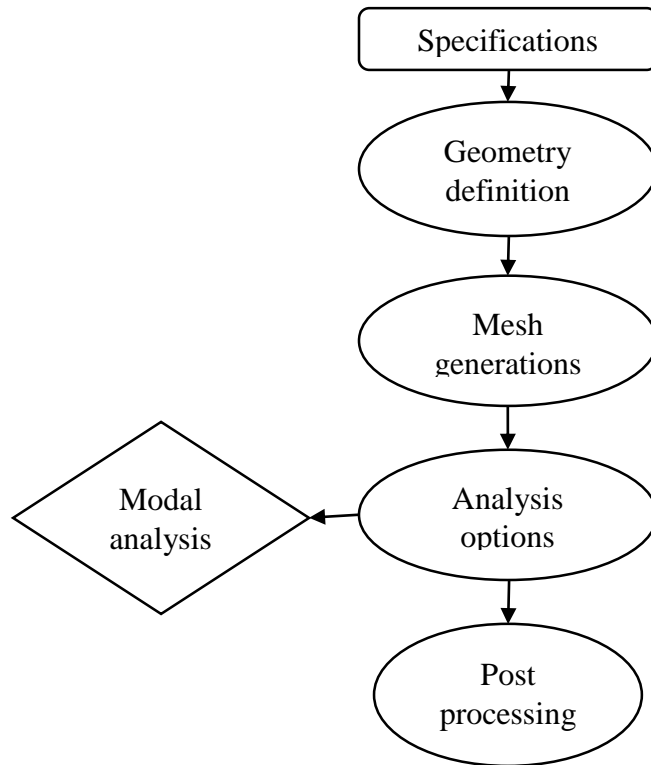 Specifications
Geometry
definition
Mesh
generations
Modal
analysis
Analysis
options
Post
processing